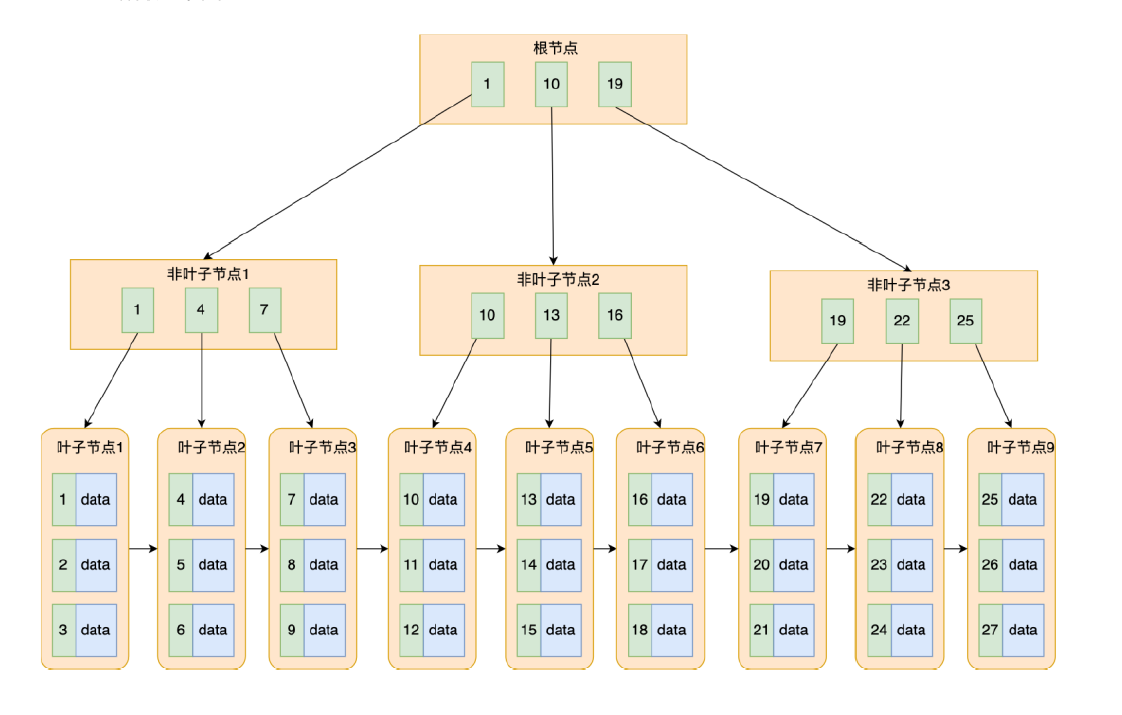 根节点
1 10 19
非叶子节点1
1 4 7
非叶子节点2
10 13 16
非叶子节点3
19 22 25
叶子节点1
1 data
2 data
3 data
叶子节点2
4 data
5 data
6 data
叶子节点3
7 data
8 data
9 data
叶子节点4
10 data
11 data
12 data
叶子节点5
13 data
14 data
15 data
叶子节点6
16 data
17 data
18 data
叶子节点7
19 data
20 data
21 data
叶子节点8
22 data
23 data
24 data
叶子节点9
25 data
26 data
27 data